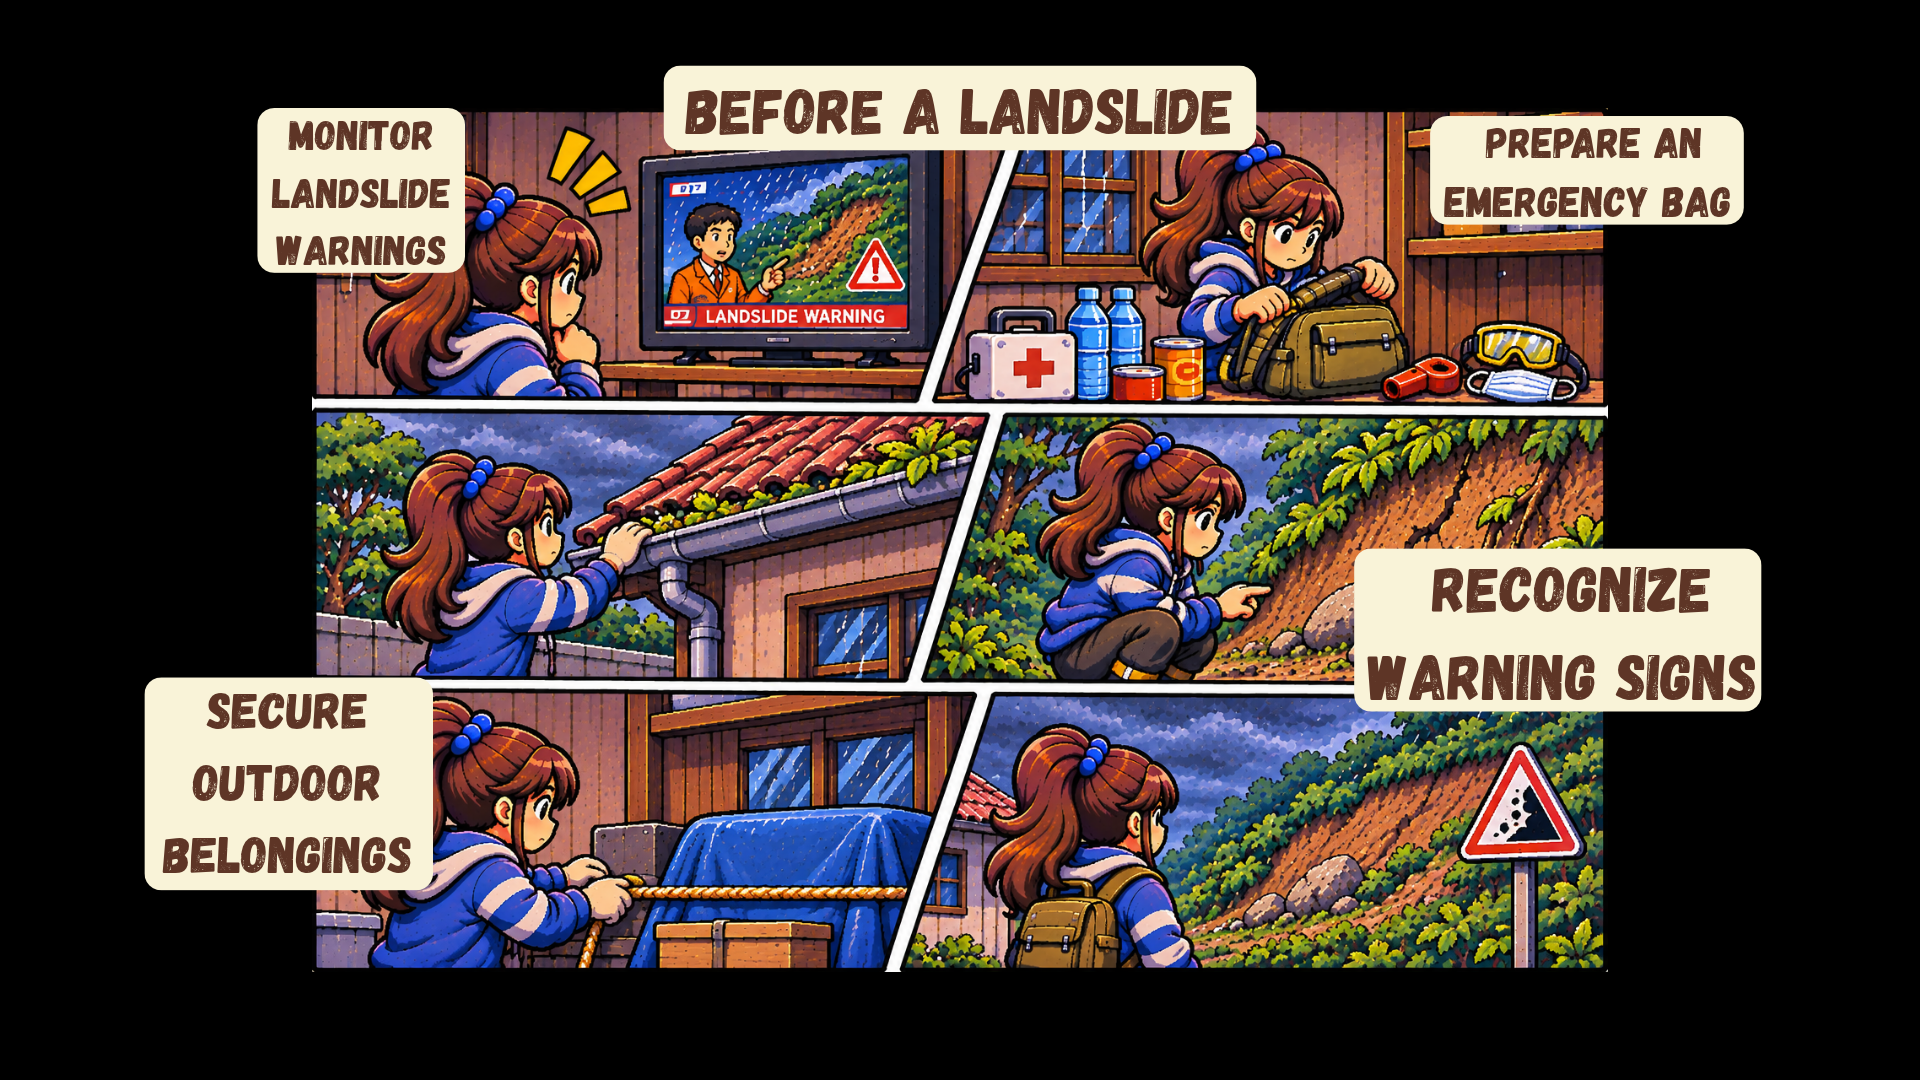 BEFORE A LANDSLIDE
MONITOR
LANDSLIDE
WARNINGS
LANDSLIDE WARNING
PREPARE AN
EMERGENCY BAG
RECOGNIZE
WARNING SIGNS
SECURE
OUTDOOR
BELONGINGS